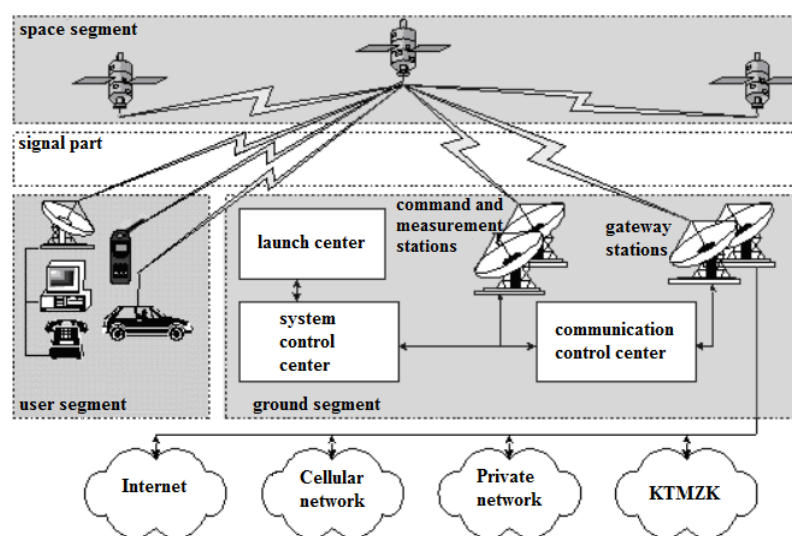 space segment
signal part
command and
measurement
stations
gateway
stations
launch center
system
control
center
communication
control center
user segment
ground segment
Internet
Cellular
network
Private
network
KTMZK